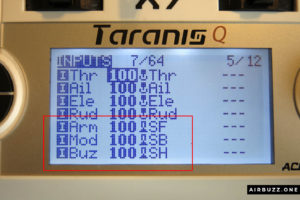 X7
Taranis Q
INPUTS 7/64 5/12
I Thr 100 Thr ---
I Ail 100 Ail ---
I Ele 100 Ele ---
I Rud 100 Rud ---
I Arm 100 SF ---
I Mod 100 SB ---
I Buz 100 SH ---
AC
AIRBUZZ.ONE